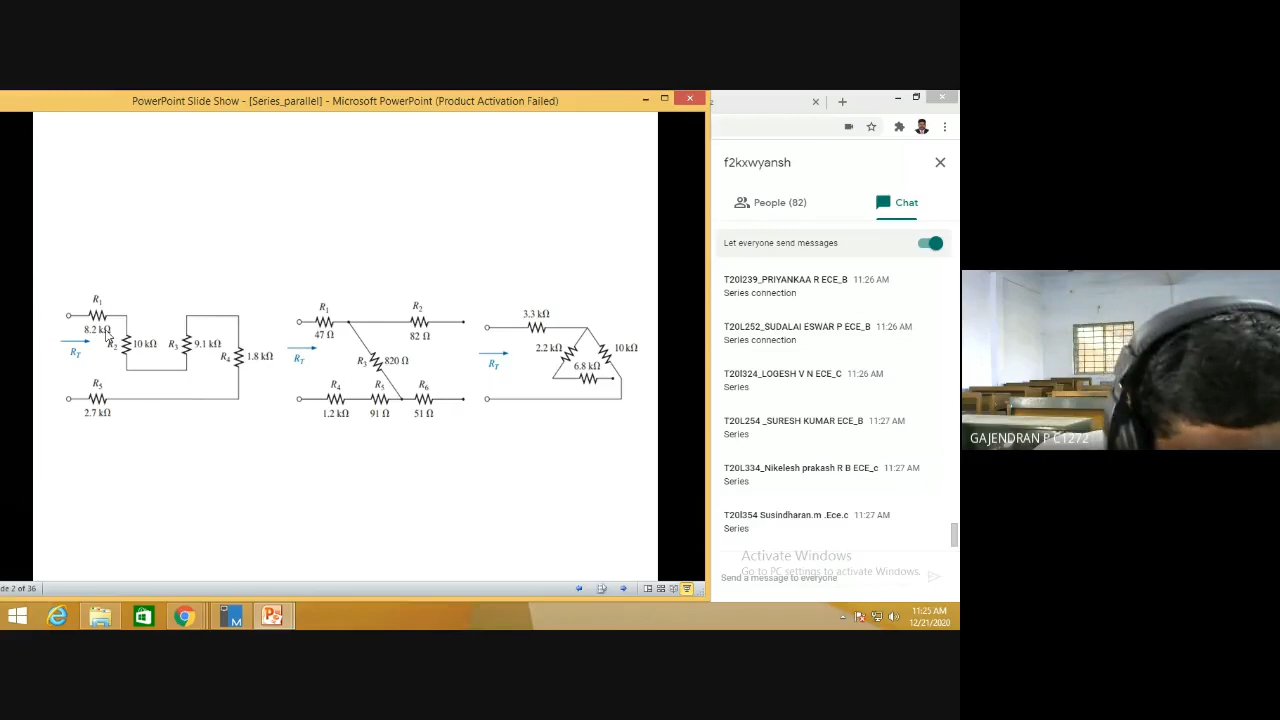 PowerPoint Slide Show - [Series_parallel] - Microsoft PowerPoint (Product Activation Failed)
R1
8.2 kΩ
R2
10 kΩ
R3
9.1 kΩ
R4
1.8 kΩ
RT
R5
2.7 kΩ
R1
47 Ω
R2
82 Ω
RT
R3
820 Ω
R4
1.2 kΩ
R5
91 Ω
R6
51 Ω
3.3 kΩ
2.2 kΩ
10 kΩ
RT
6.8 kΩ
f2kxwyansh
People (82)
Chat
Let everyone send messages
T20l239_PRIYANKAA R ECE_B 11:26 AM
Series connection
T20L252_SUDALAI ESWAR P ECE_B 11:26 AM
Series connection
T20L324_LOGESH V N ECE_C 11:26 AM
Series
T20L254 _SURESH KUMAR ECE_B 11:27 AM
Series
T20L334_Nikelesh prakash R B ECE_c 11:27 AM
Series
T20l354 Susindharan.m .Ece.c 11:27 AM
Series
Activate Windows
Go to PC settings to activate Windows.
Send a message to everyone
GAJENDRAN P C1272
de 2 of 36
11:25 AM
12/21/2020